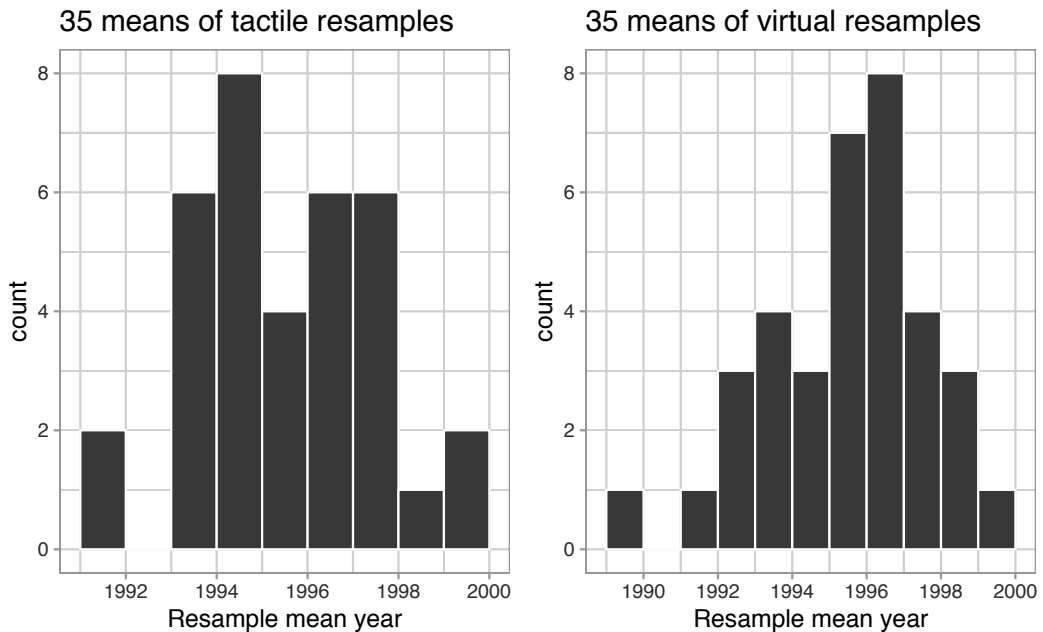 35 means of tactile resamples
8
6
4
2
0
count
1992 1994 1996 1998 2000
Resample mean year
35 means of virtual resamples
8
6
4
2
0
count
1990 1992 1994 1996 1998 2000
Resample mean year